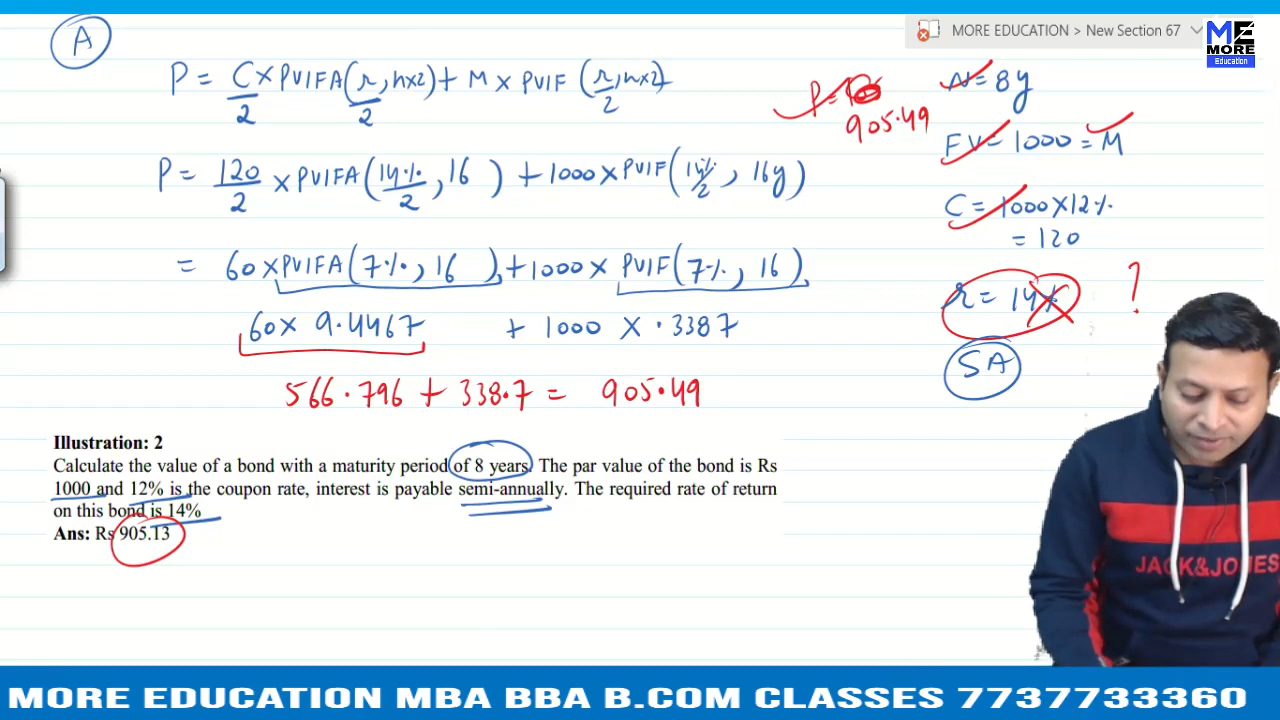 MORE EDUCATION > New Section 67
ME
MORE
Education
A
P = C/2 × PVIFA (r/2, n×2) + M × PVIF (r/2, n×2)
P = 120/2 × PVIFA (14%/2, 16) + 1000 × PVIF (14%/2, 16y)
= 60 × PVIFA (7%, 16) + 1000 × PVIF (7%, 16)
60 × 9.4467 + 1000 × .3387
566.796 + 338.7 = 905.49
905.49
N = 8y
FV = 1000 = M
C = 1000 × 12%
= 120
r = 14% ?
SA
Illustration: 2
Calculate the value of a bond with a maturity period of 8 years. The par value of the bond is Rs
1000 and 12% is the coupon rate, interest is payable semi-annually. The required rate of return
on this bond is 14%
Ans: Rs 905.13
JACK&JONES
MORE EDUCATION MBA BBA B.COM CLASSES 7737733360